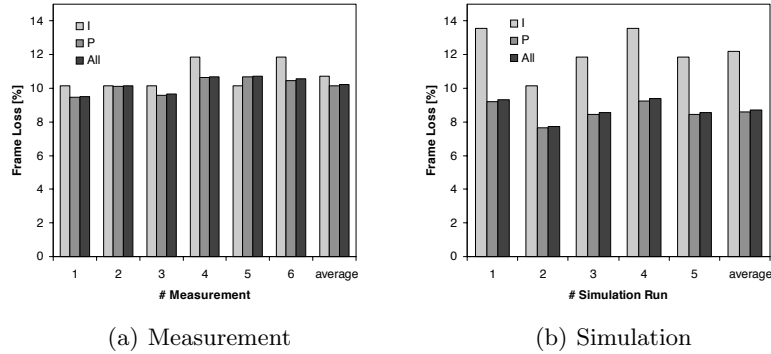 14
12
10
8
6
4
2
0
Frame Loss [%]
I
P
All
1 2 3 4 5 6 average
# Measurement
(a) Measurement
14
12
10
8
6
4
2
0
Frame Loss [%]
I
P
All
1 2 3 4 5 average
# Simulation Run
(b) Simulation